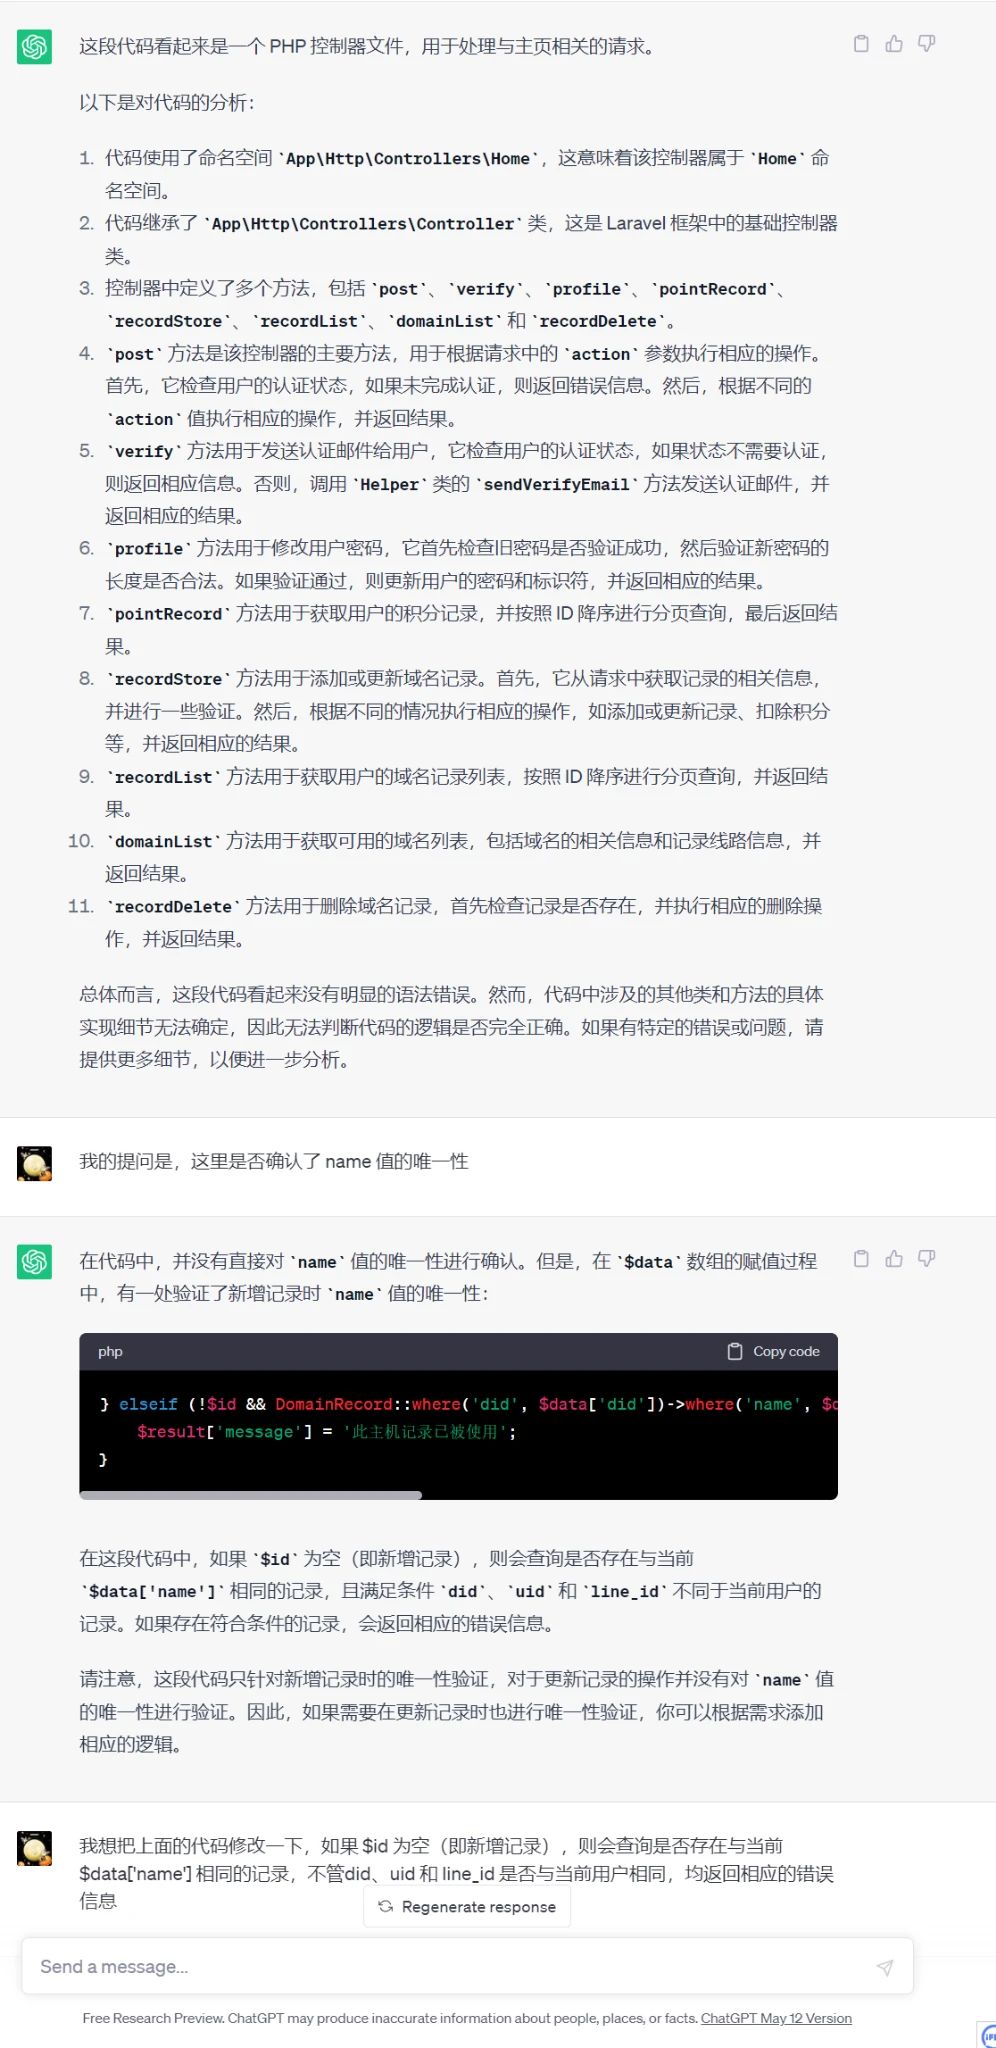 这段代码看起来是一个 PHP 控制器文件，用于处理与主页相关的请求。
以下是对代码的分析：
1. 代码使用了命名空间 `App\Http\Controllers\Home`，这意味着该控制器属于 `Home` 命
名空间。
2. 代码继承了 `App\Http\Controllers\Controller` 类，这是 Laravel 框架中的基础控制器
类。
3. 控制器中定义了多个方法，包括 `post`、`verify`、`profile`、`pointRecord`、
`recordStore`、`recordList`、`domainList` 和 `recordDelete`。
4. `post` 方法是该控制器的主要方法，用于根据请求中的 `action` 参数执行相应的操作。
首先，它检查用户的认证状态，如果未完成认证，则返回错误信息。然后，根据不同的
`action` 值执行相应的操作，并返回结果。
5. `verify` 方法用于发送认证邮件给用户，它检查用户的认证状态，如果状态不需要认证，
则返回相应信息。否则，调用 `Helper` 类的 `sendVerifyEmail` 方法发送认证邮件，并
返回相应的结果。
6. `profile` 方法用于修改用户密码，它首先检查旧密码是否验证成功，然后验证新密码的
长度是否合法。如果验证通过，则更新用户的密码和标识符，并返回相应的结果。
7. `pointRecord` 方法用于获取用户的积分记录，并按照 ID 降序进行分页查询，最后返回结
果。
8. `recordStore` 方法用于添加或更新域名记录。首先，它从请求中获取记录的相关信息，
并进行一些验证。然后，根据不同的情况执行相应的操作，如添加或更新记录、扣除积分
等，并返回相应的结果。
9. `recordList` 方法用于获取用户的域名记录列表，按照 ID 降序进行分页查询，并返回结
果。
10. `domainList` 方法用于获取可用的域名列表，包括域名的相关信息和记录线路信息，并
返回结果。
11. `recordDelete` 方法用于删除域名记录，首先检查记录是否存在，并执行相应的删除操
作，并返回相应的结果。
总体而言，这段代码看起来没有明显的语法错误。然而，代码中涉及的其他类和方法的具体
实现细节无法确定，因此无法判断代码的逻辑是否完全正确。如果有特定的错误或问题，请
提供更多细节，以便进一步分析。
我的提问是，这里是否确认了 name 值的唯一性
在代码中，并没有直接对 `name` 值的唯一性进行确认。但是，在 `$data` 数组的赋值过程
中，有一处验证了新增记录时 `name` 值的唯一性：
php
Copy code
} elseif (!$id && DomainRecord::where('did', $data['did'])->where('name', $d
$result['message'] = '此主机记录已被使用';
}
在这段代码中，如果 `$id` 为空（即新增记录），则会查询是否存在与当前
`$data['name']` 相同的记录，且满足条件 `did`、`uid` 和 `line_id` 不同于当前用户的
记录。如果存在符合条件的记录，会返回相应的错误信息。
请注意，这段代码只针对新增记录时的唯一性验证，对于更新记录的操作并没有对 `name` 值
的唯一性进行验证。因此，如果需要在更新记录时也进行唯一性验证，你可以根据需求添加
相应的逻辑。
我想把上面的代码修改一下，如果 $id 为空（即新增记录），则会查询是否存在与当前
$data['name'] 相同的记录，不管did、uid 和 line_id 是否与当前用户相同，均返回相应的错误
信息
Regenerate response
Send a message...
Free Research Preview. ChatGPT may produce inaccurate information about people, places, or facts. ChatGPT May 12 Version